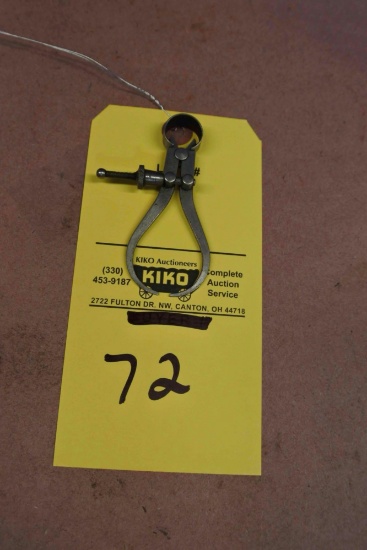 #
KIKO Auctioneers
(330) KIKO Complete
453-9187 Auction
Service
2722 FULTON DR. NW, CANTON, OH 44718
72